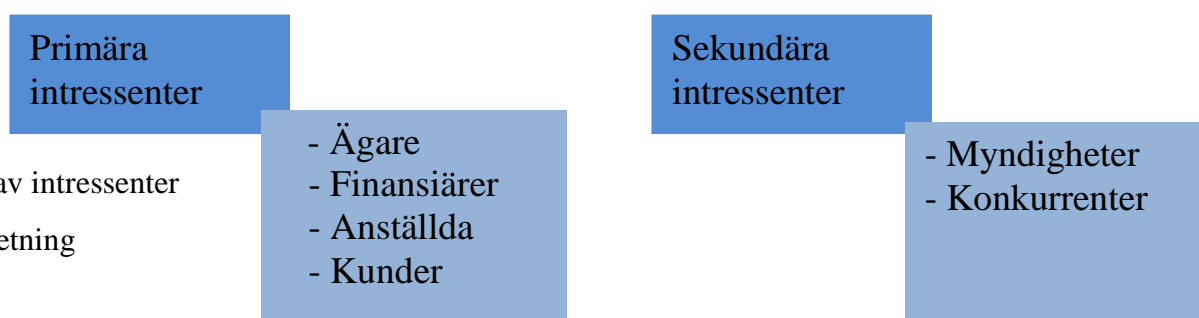 Primära
intressenter
- Ägare
- Finansiärer
- Anställda
- Kunder
Sekundära
intressenter
- Myndigheter
- Konkurrenter
av intressenter
etning